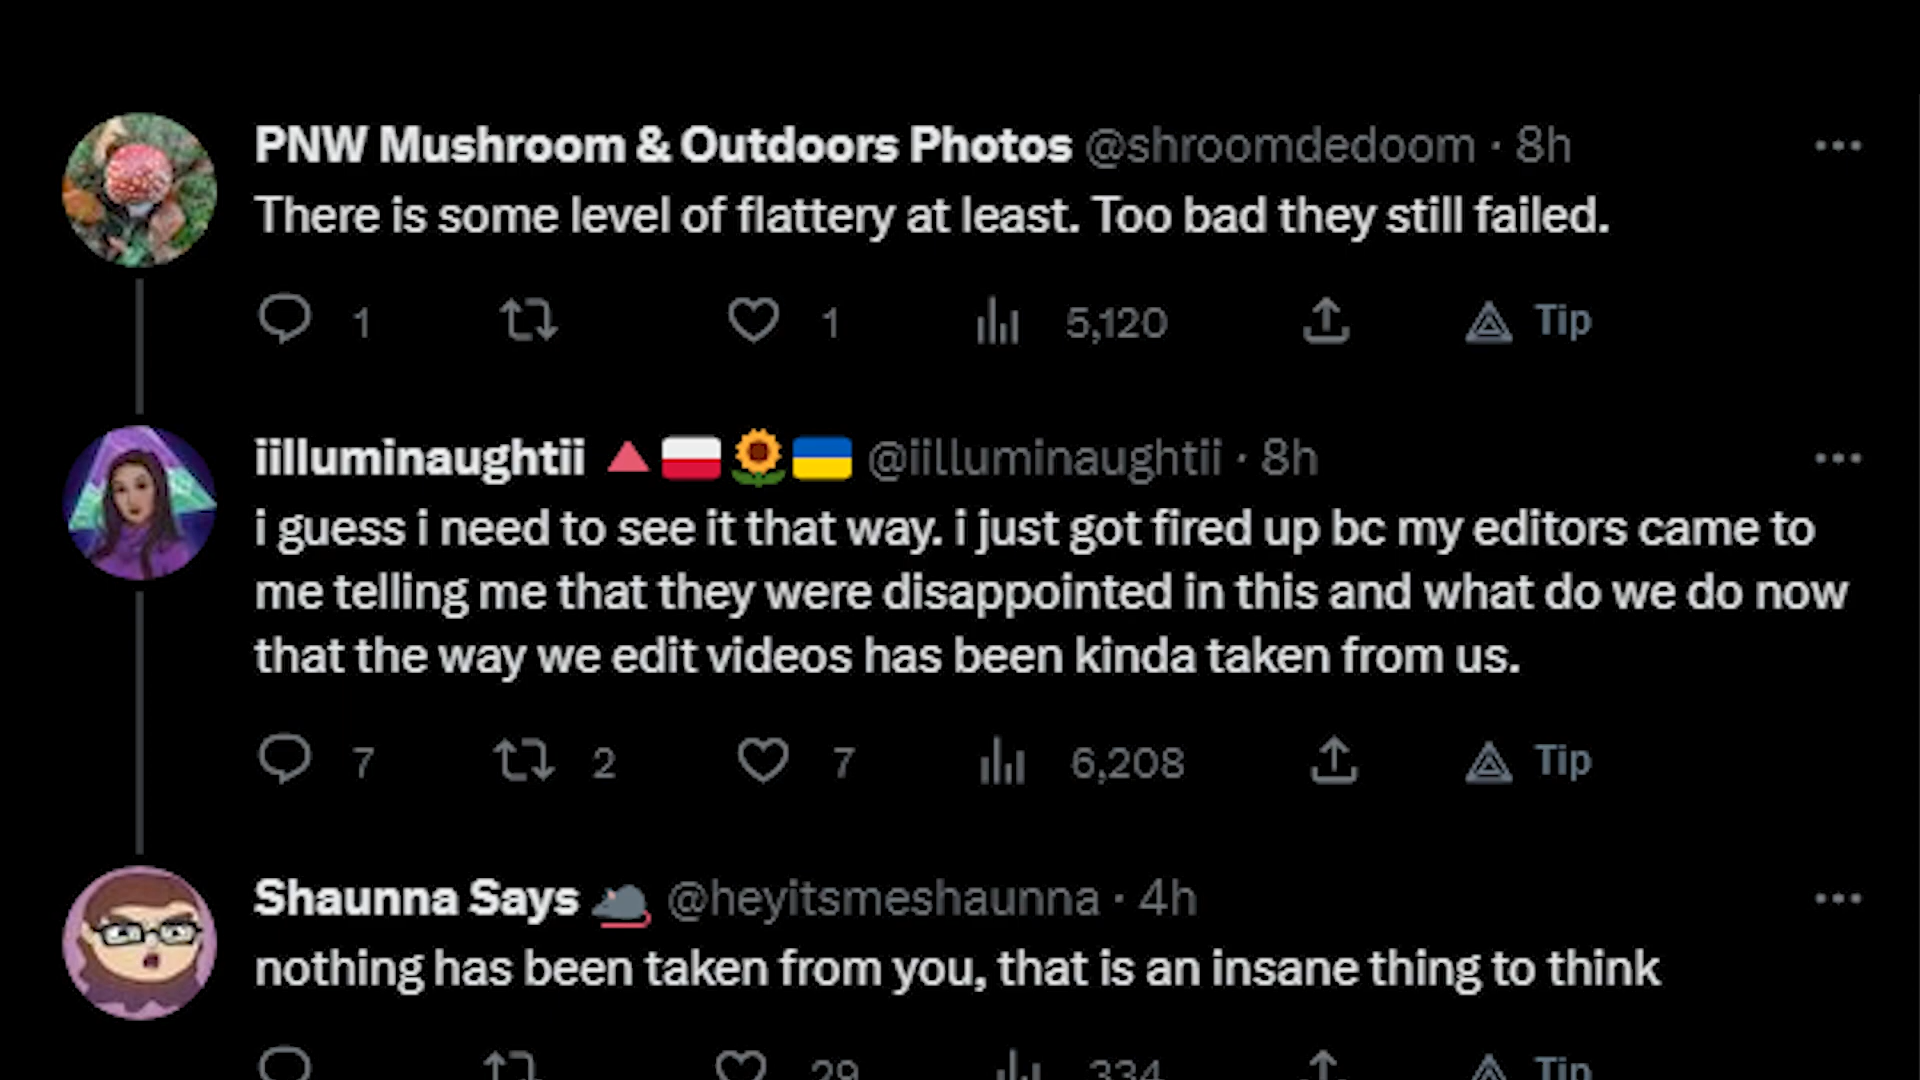 PNW Mushroom & Outdoors Photos @shroomdedoom · 8h
There is some level of flattery at least. Too bad they still failed.
1 1 5,120 Tip
iilluminaughtii 🔺🇵🇱🌻🇺🇦 @iilluminaughtii · 8h
i guess i need to see it that way. i just got fired up bc my editors came to
me telling me that they were disappointed in this and what do we do now
that the way we edit videos has been kinda taken from us.
7 2 7 6,208 Tip
Shaunna Says 🐀 @heyitsmeshaunna · 4h
nothing has been taken from you, that is an insane thing to think
29 334 Tip